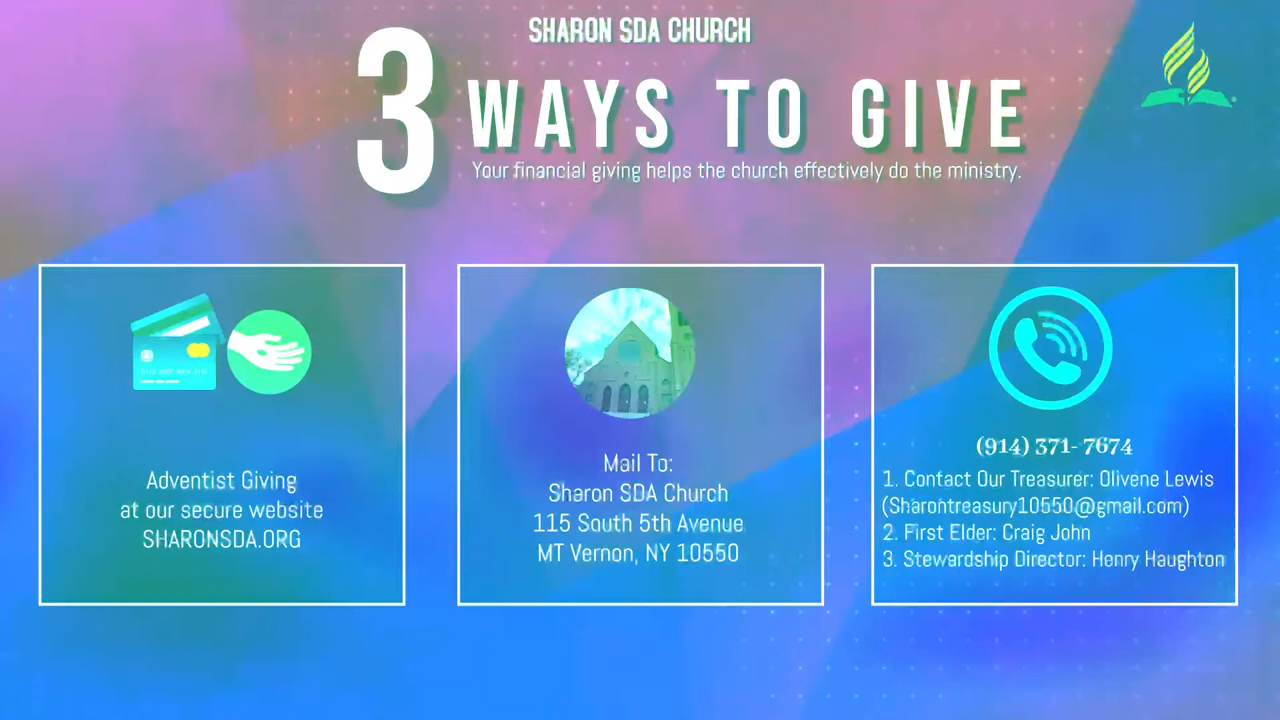 SHARON SDA CHURCH
3 WAYS TO GIVE
Your financial giving helps the church effectively do the ministry.
Adventist Giving
at our secure website
SHARONSDA.ORG
Mail To:
Sharon SDA Church
115 South 5th Avenue
MT Vernon, NY 10550
(914) 371- 7674
1. Contact Our Treasurer: Olivene Lewis
(Sharontreasury10550@gmail.com)
2. First Elder: Craig John
3. Stewardship Director: Henry Haughton